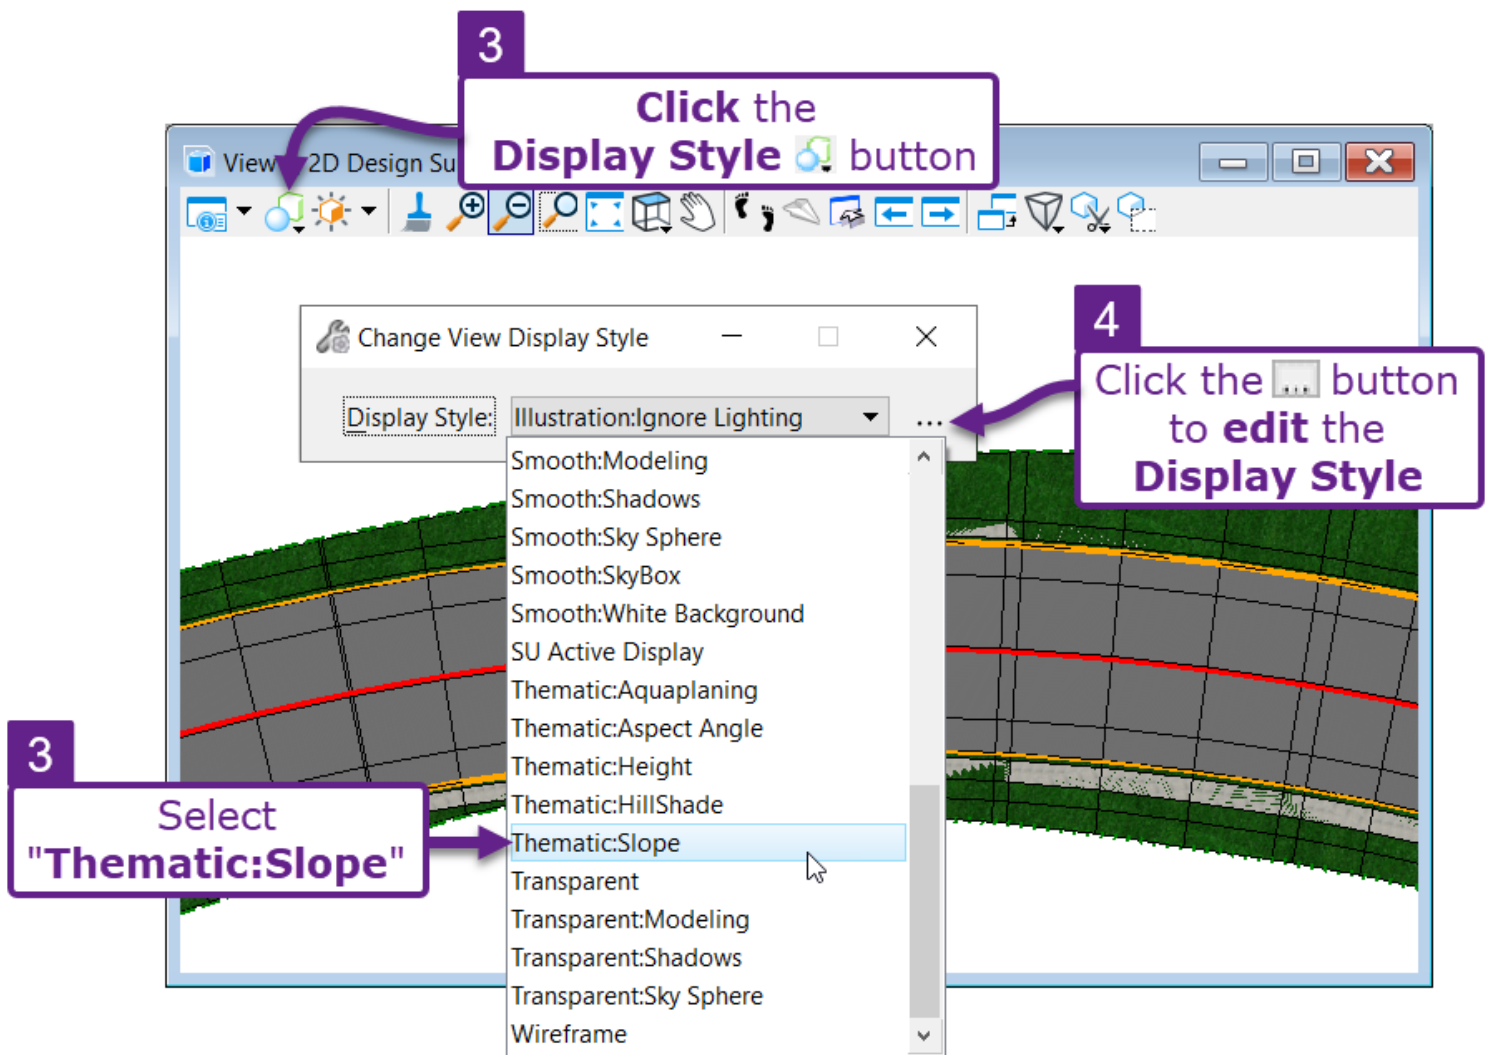 3
Click the
Display Style button
View
2D Design Su
4
Click the ... button
to edit the
Display Style
Change View Display Style
Display Style: Illustration:Ignore Lighting ...
Smooth:Modeling
Smooth:Shadows
Smooth:Sky Sphere
Smooth:SkyBox
Smooth:White Background
SU Active Display
Thematic:Aquaplaning
Thematic:Aspect Angle
Thematic:Height
Thematic:HillShade
Thematic:Slope
Transparent
Transparent:Modeling
Transparent:Shadows
Transparent:Sky Sphere
Wireframe
3
Select
"Thematic:Slope"